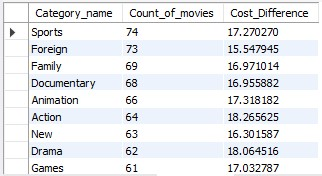 Category_name Count_of_movies Cost_Difference
Sports 74 17.270270
Foreign 73 15.547945
Family 69 16.971014
Documentary 68 16.955882
Animation 66 17.318182
Action 64 18.265625
New 63 16.301587
Drama 62 18.064516
Games 61 17.032787